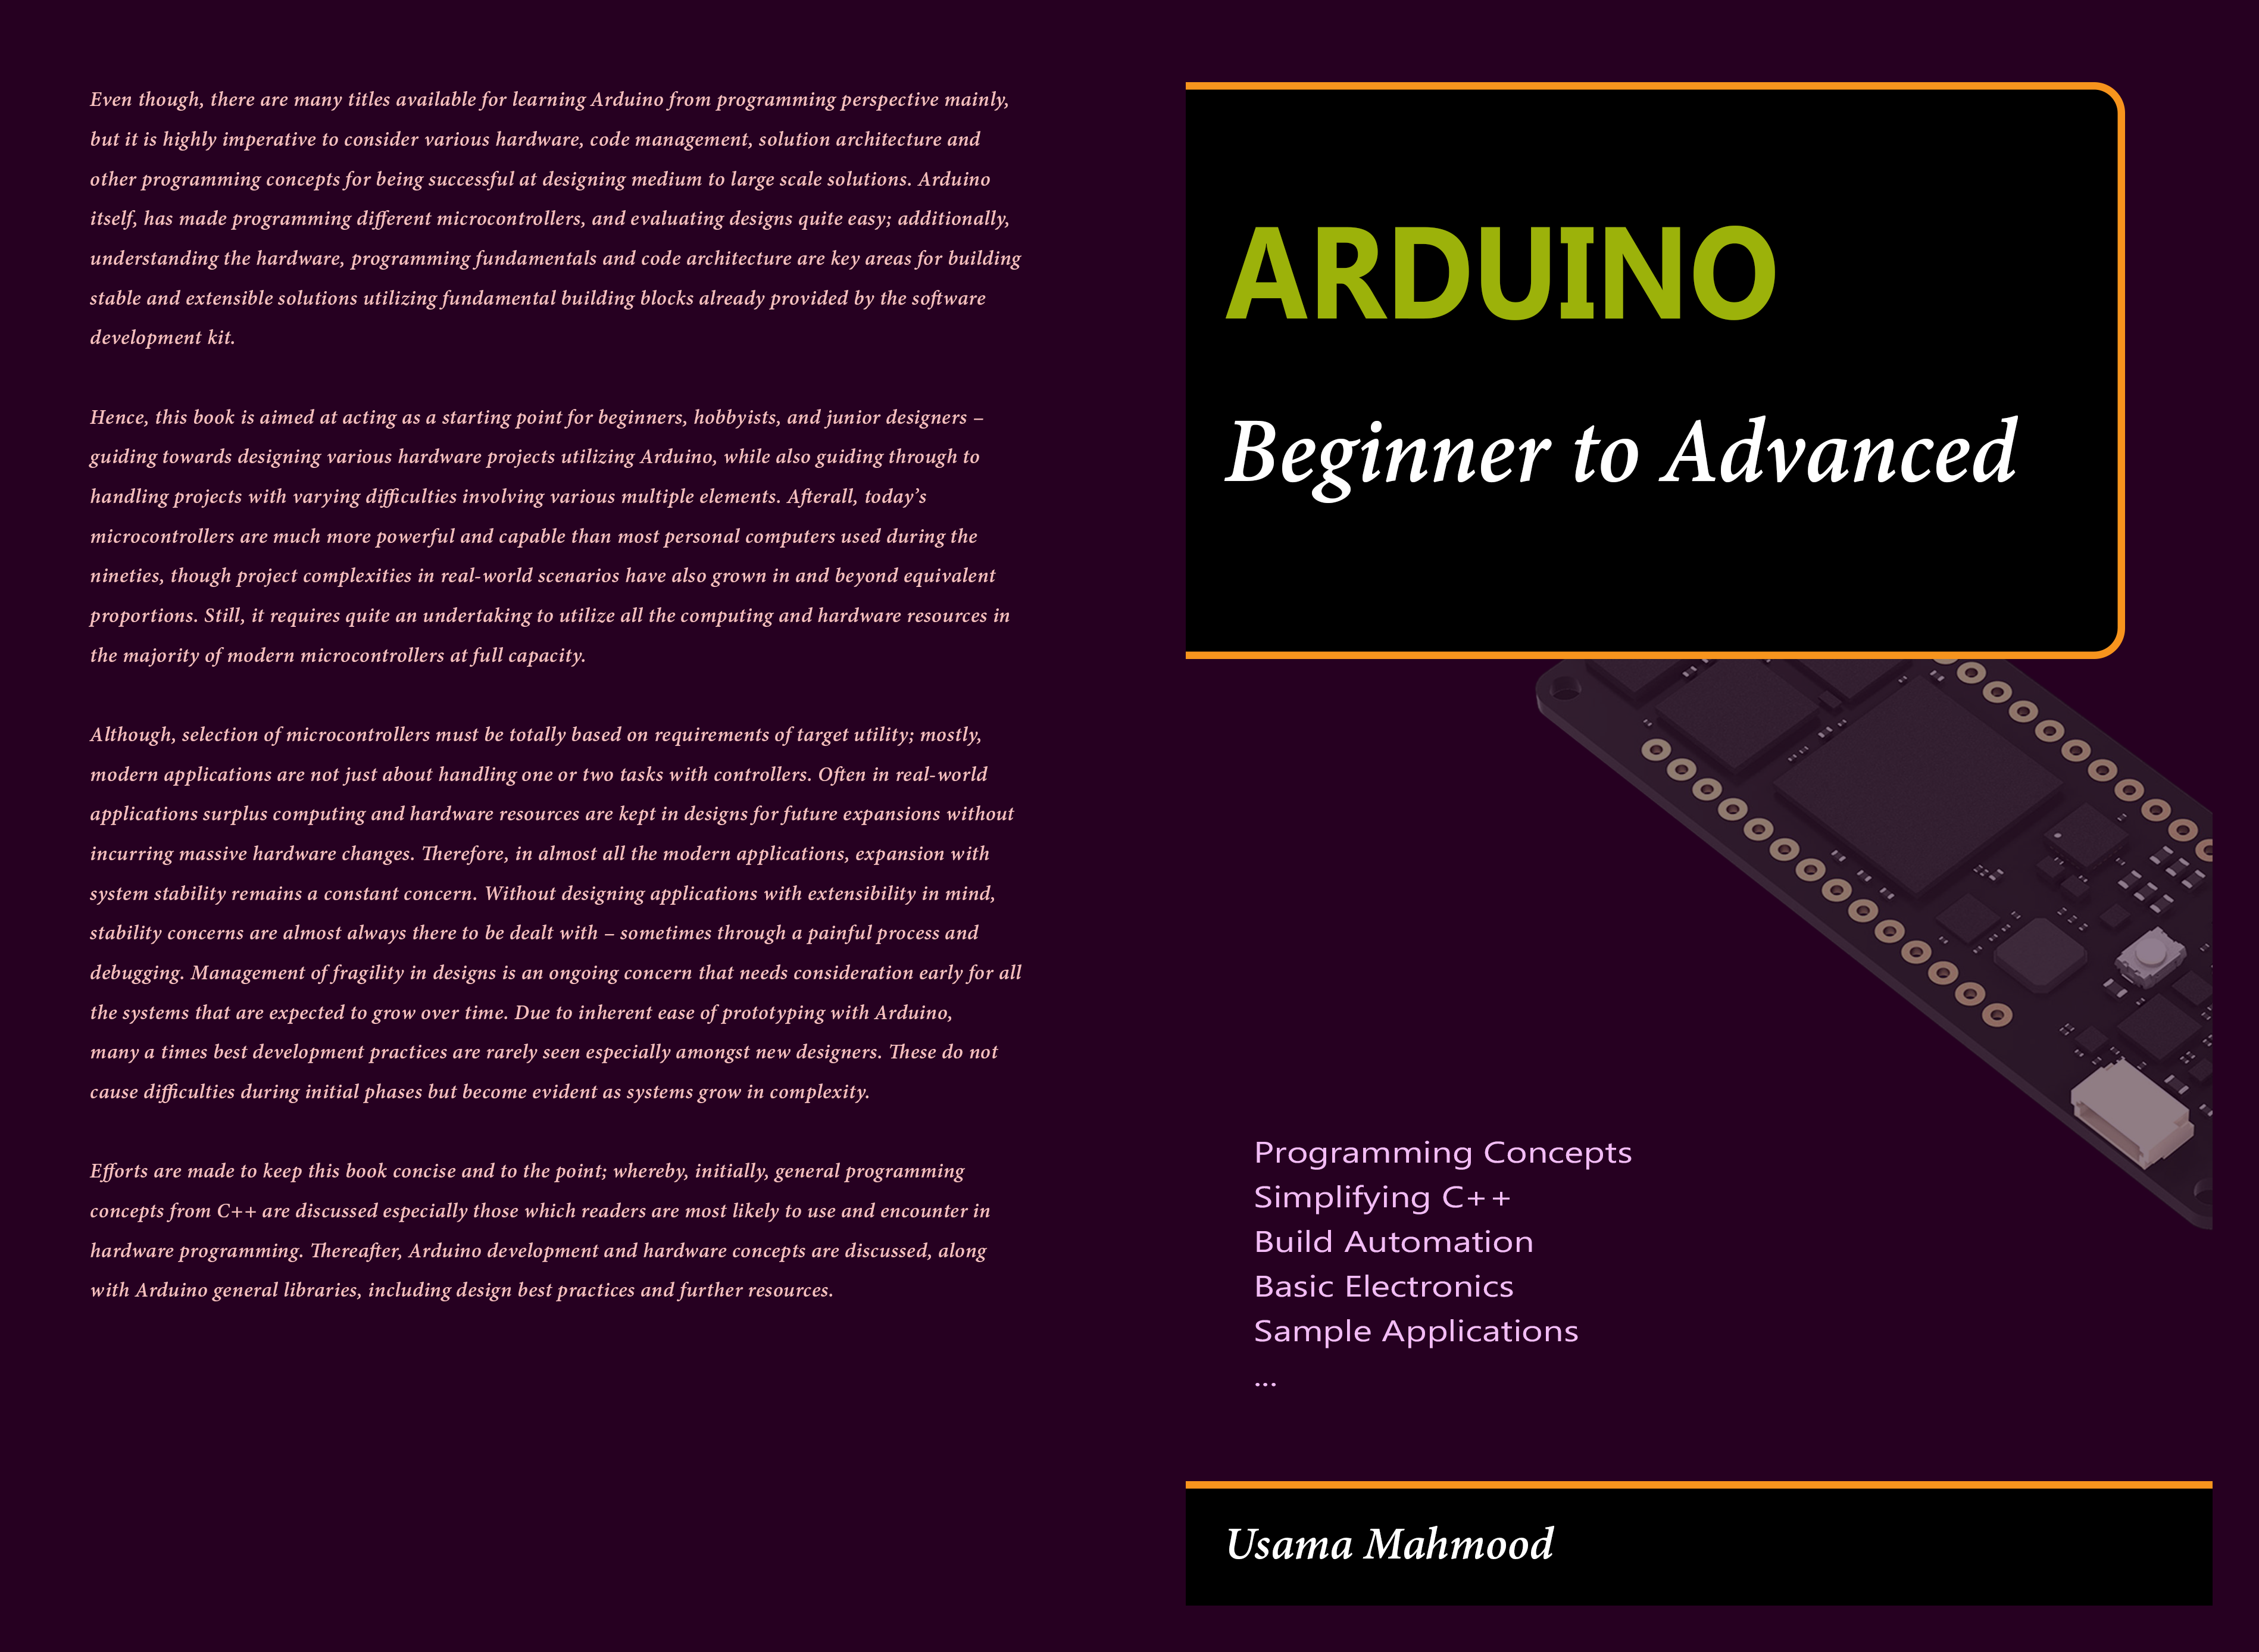 Even though, there are many titles available for learning Arduino from programming perspective mainly,
but it is highly imperative to consider various hardware, code management, solution architecture and
other programming concepts for being successful at designing medium to large scale solutions. Arduino
itself, has made programming different microcontrollers, and evaluating designs quite easy; additionally,
understanding the hardware, programming fundamentals and code architecture are key areas for building
stable and extensible solutions utilizing fundamental building blocks already provided by the software
development kit.
Hence, this book is aimed at acting as a starting point for beginners, hobbyists, and junior designers –
guiding towards designing various hardware projects utilizing Arduino, while also guiding through to
handling projects with varying difficulties involving various multiple elements. Afterall, today’s
microcontrollers are much more powerful and capable than most personal computers used during the
nineties, though project complexities in real-world scenarios have also grown in and beyond equivalent
proportions. Still, it requires quite an undertaking to utilize all the computing and hardware resources in
the majority of modern microcontrollers at full capacity.
Although, selection of microcontrollers must be totally based on requirements of target utility; mostly,
modern applications are not just about handling one or two tasks with controllers. Often in real-world
applications surplus computing and hardware resources are kept in designs for future expansions without
incurring massive hardware changes. Therefore, in almost all the modern applications, expansion with
system stability remains a constant concern. Without designing applications with extensibility in mind,
stability concerns are almost always there to be dealt with – sometimes through a painful process and
debugging. Management of fragility in designs is an ongoing concern that needs consideration early for all
the systems that are expected to grow over time. Due to inherent ease of prototyping with Arduino,
many a times best development practices are rarely seen especially amongst new designers. These do not
cause difficulties during initial phases but become evident as systems grow in complexity.
Efforts are made to keep this book concise and to the point; whereby, initially, general programming
concepts from C++ are discussed especially those which readers are most likely to use and encounter in
hardware programming. Thereafter, Arduino development and hardware concepts are discussed, along
with Arduino general libraries, including design best practices and further resources.
ARDUINO
Beginner to Advanced
Programming Concepts
Simplifying C++
Build Automation
Basic Electronics
Sample Applications
...
Usama Mahmood